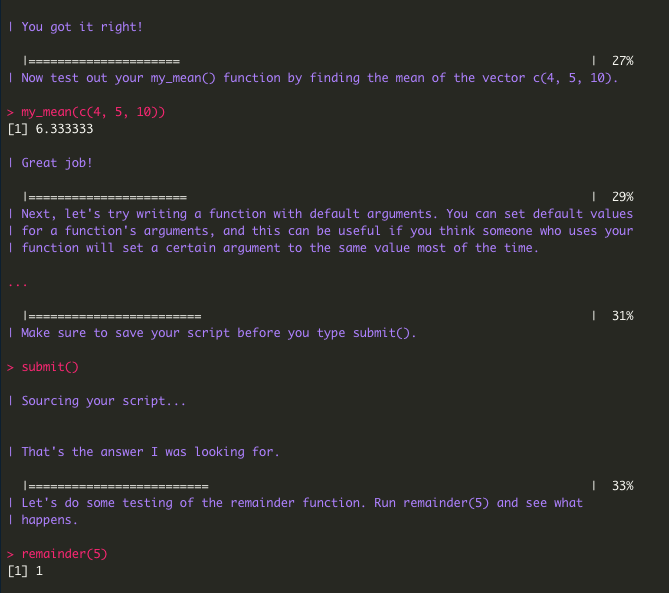 | You got it right!
|===================== | 27%
| Now test out your my_mean() function by finding the mean of the vector c(4, 5, 10).
> my_mean(c(4, 5, 10))
[1] 6.333333
| Great job!
|====================== | 29%
| Next, let's try writing a function with default arguments. You can set default values
| for a function's arguments, and this can be useful if you think someone who uses your
| function will set a certain argument to the same value most of the time.
...
|======================== | 31%
| Make sure to save your script before you type submit().
> submit()
| Sourcing your script...
| That's the answer I was looking for.
|========================= | 33%
| Let's do some testing of the remainder function. Run remainder(5) and see what
| happens.
> remainder(5)
[1] 1